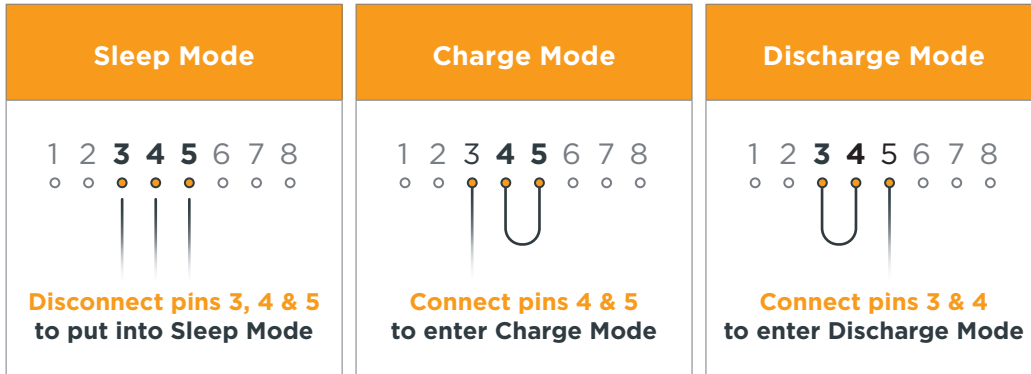 Sleep Mode
1 2 3 4 5 6 7 8
Disconnect pins 3, 4 & 5
to put into Sleep Mode
Charge Mode
1 2 3 4 5 6 7 8
Connect pins 4 & 5
to enter Charge Mode
Discharge Mode
1 2 3 4 5 6 7 8
Connect pins 3 & 4
to enter Discharge Mode